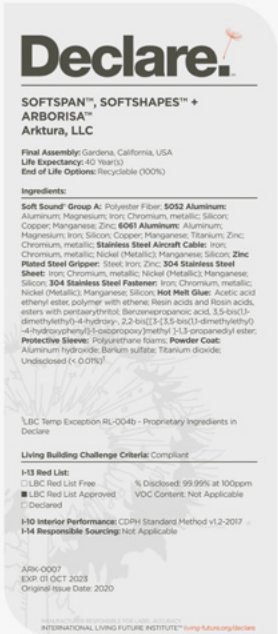 Declare.
SOFTSPAN™, SOFTSHAPES™ +
ARBORISA™
Arktura, LLC
Final Assembly: Gardena, California, USA
Life Expectancy: 40 Year(s)
End of Life Options: Recyclable (100%)
Ingredients:
Soft Sound® Group A: Polyester Fiber; 5052 Aluminum:
Aluminum; Magnesium; Iron; Chromium, metallic; Silicon;
Copper; Manganese; Zinc; 6061 Aluminum: Aluminum;
Magnesium; Iron; Silicon; Copper; Manganese; Titanium; Zinc;
Chromium, metallic; Stainless Steel Aircraft Cable: Iron;
Chromium, metallic; Nickel (Metallic); Manganese; Silicon; Zinc
Plated Steel Gripper: Steel; Iron; Zinc; 304 Stainless Steel
Sheet: Iron; Chromium, metallic; Nickel (Metallic); Manganese;
Silicon; 304 Stainless Steel Fastener: Iron; Chromium, metallic;
Nickel (Metallic); Manganese; Silicon; Hot Melt Glue: Acetic acid
ethenyl ester, polymer with ethene; Resin acids and Rosin acids,
esters with pentaerythritol; Benzenepropanoic acid, 3,5-bis(1,1-
dimethylethyl)-4-hydroxy-, 2,2-bis[[3-[3,5-bis(1,1-dimethylethyl)
-4-hydroxyphenyl]-1-oxopropoxy]methyl ]-1,3-propanediyl ester;
Protective Sleeve: Polyurethane foams; Powder Coat:
Aluminum hydroxide; Barium sulfate; Titanium dioxide;
Undisclosed (< 0.01%)¹
¹LBC Temp Exception RL-004b - Proprietary Ingredients in
Declare
Living Building Challenge Criteria: Compliant
I-13 Red List:
LBC Red List Free % Disclosed: 99.99% at 100ppm
LBC Red List Approved VOC Content: Not Applicable
Declared
I-10 Interior Performance: CDPH Standard Method v1.2-2017
I-14 Responsible Sourcing: Not Applicable
ARK-0007
EXP. 01 OCT 2023
Original Issue Date: 2020
MANUFACTURER RESPONSIBLE FOR LABEL ACCURACY
INTERNATIONAL LIVING FUTURE INSTITUTE™ living-future.org/declare